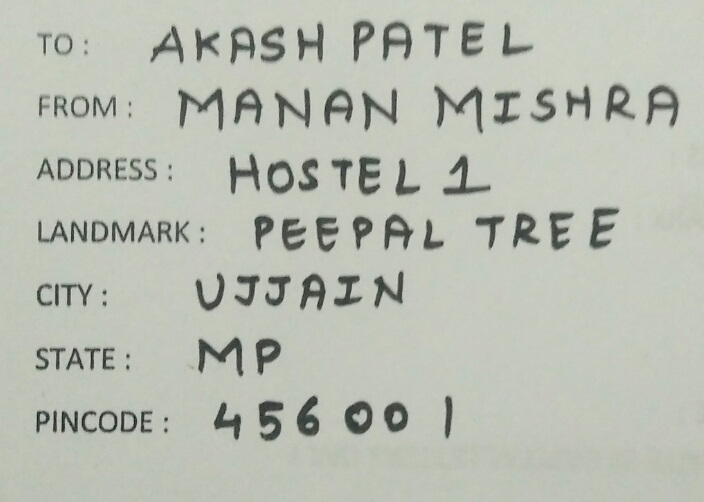 TO : AKASH PATEL
FROM : MANAN MISHRA
ADDRESS : HOSTEL 1
LANDMARK : PEEPAL TREE
CITY : UJJAIN
STATE : MP
PINCODE : 456001